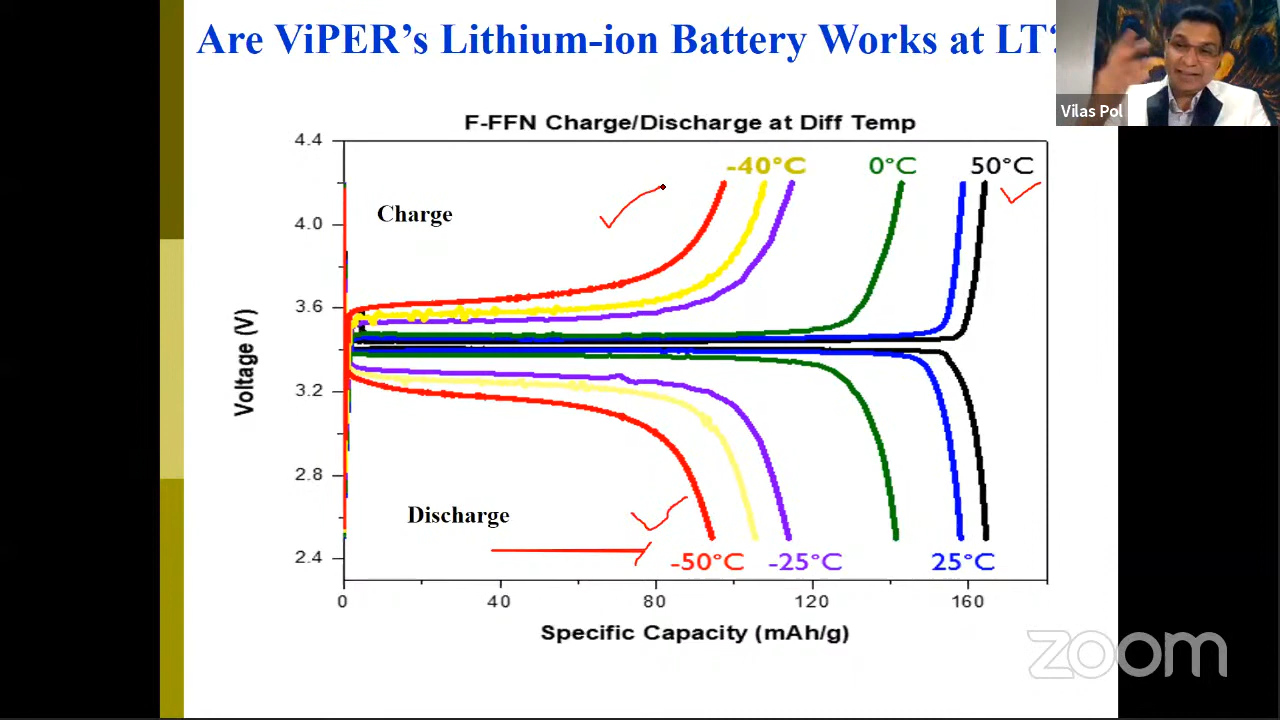 Are ViPER's Lithium-ion Battery Works at LT?
Vilas Pol
F-FFN Charge/Discharge at Diff Temp
4.4
4.0
3.6
3.2
2.8
2.4
Voltage (V)
-40°C
0°C
50°C
Charge
Discharge
-50°C
-25°C
25°C
0
40
80
120
160
Specific Capacity (mAh/g)
zoom